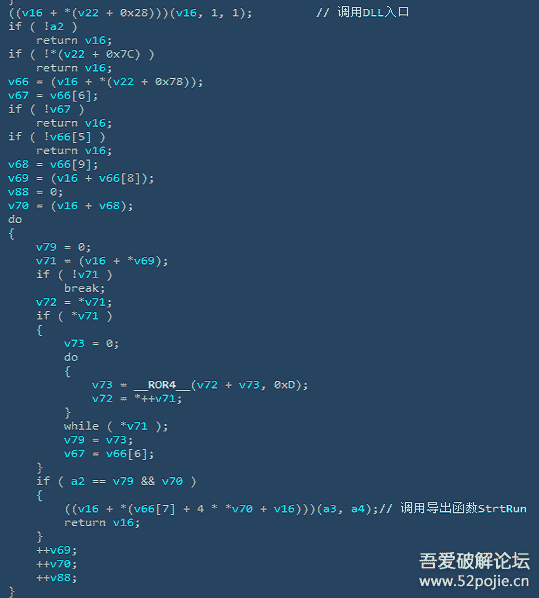 }
((v16 + *(v22 + 0x28)))(v16, 1, 1); // 调用DLL入口
if ( !a2 )
return v16;
if ( !*(v22 + 0x7C) )
return v16;
v66 = (v16 + *(v22 + 0x78));
v67 = v66[6];
if ( !v67 )
return v16;
if ( !v66[5] )
return v16;
v68 = v66[9];
v69 = (v16 + v66[8]);
v88 = 0;
v70 = (v16 + v68);
do
{
v79 = 0;
v71 = (v16 + *v69);
if ( !v71 )
break;
v72 = *v71;
if ( *v71 )
{
v73 = 0;
do
{
v73 = __ROR4__(v72 + v73, 0xD);
v72 = *++v71;
}
while ( *v71 );
v79 = v73;
v67 = v66[6];
}
if ( a2 == v79 && v70 )
{
((v16 + *(v66[7] + 4 * *v70 + v16)))(a3, a4);// 调用导出函数StrtRun
return v16;
}
++v69;
++v70;
++v88;
}
吾爱破解论坛
www.52pojie.cn